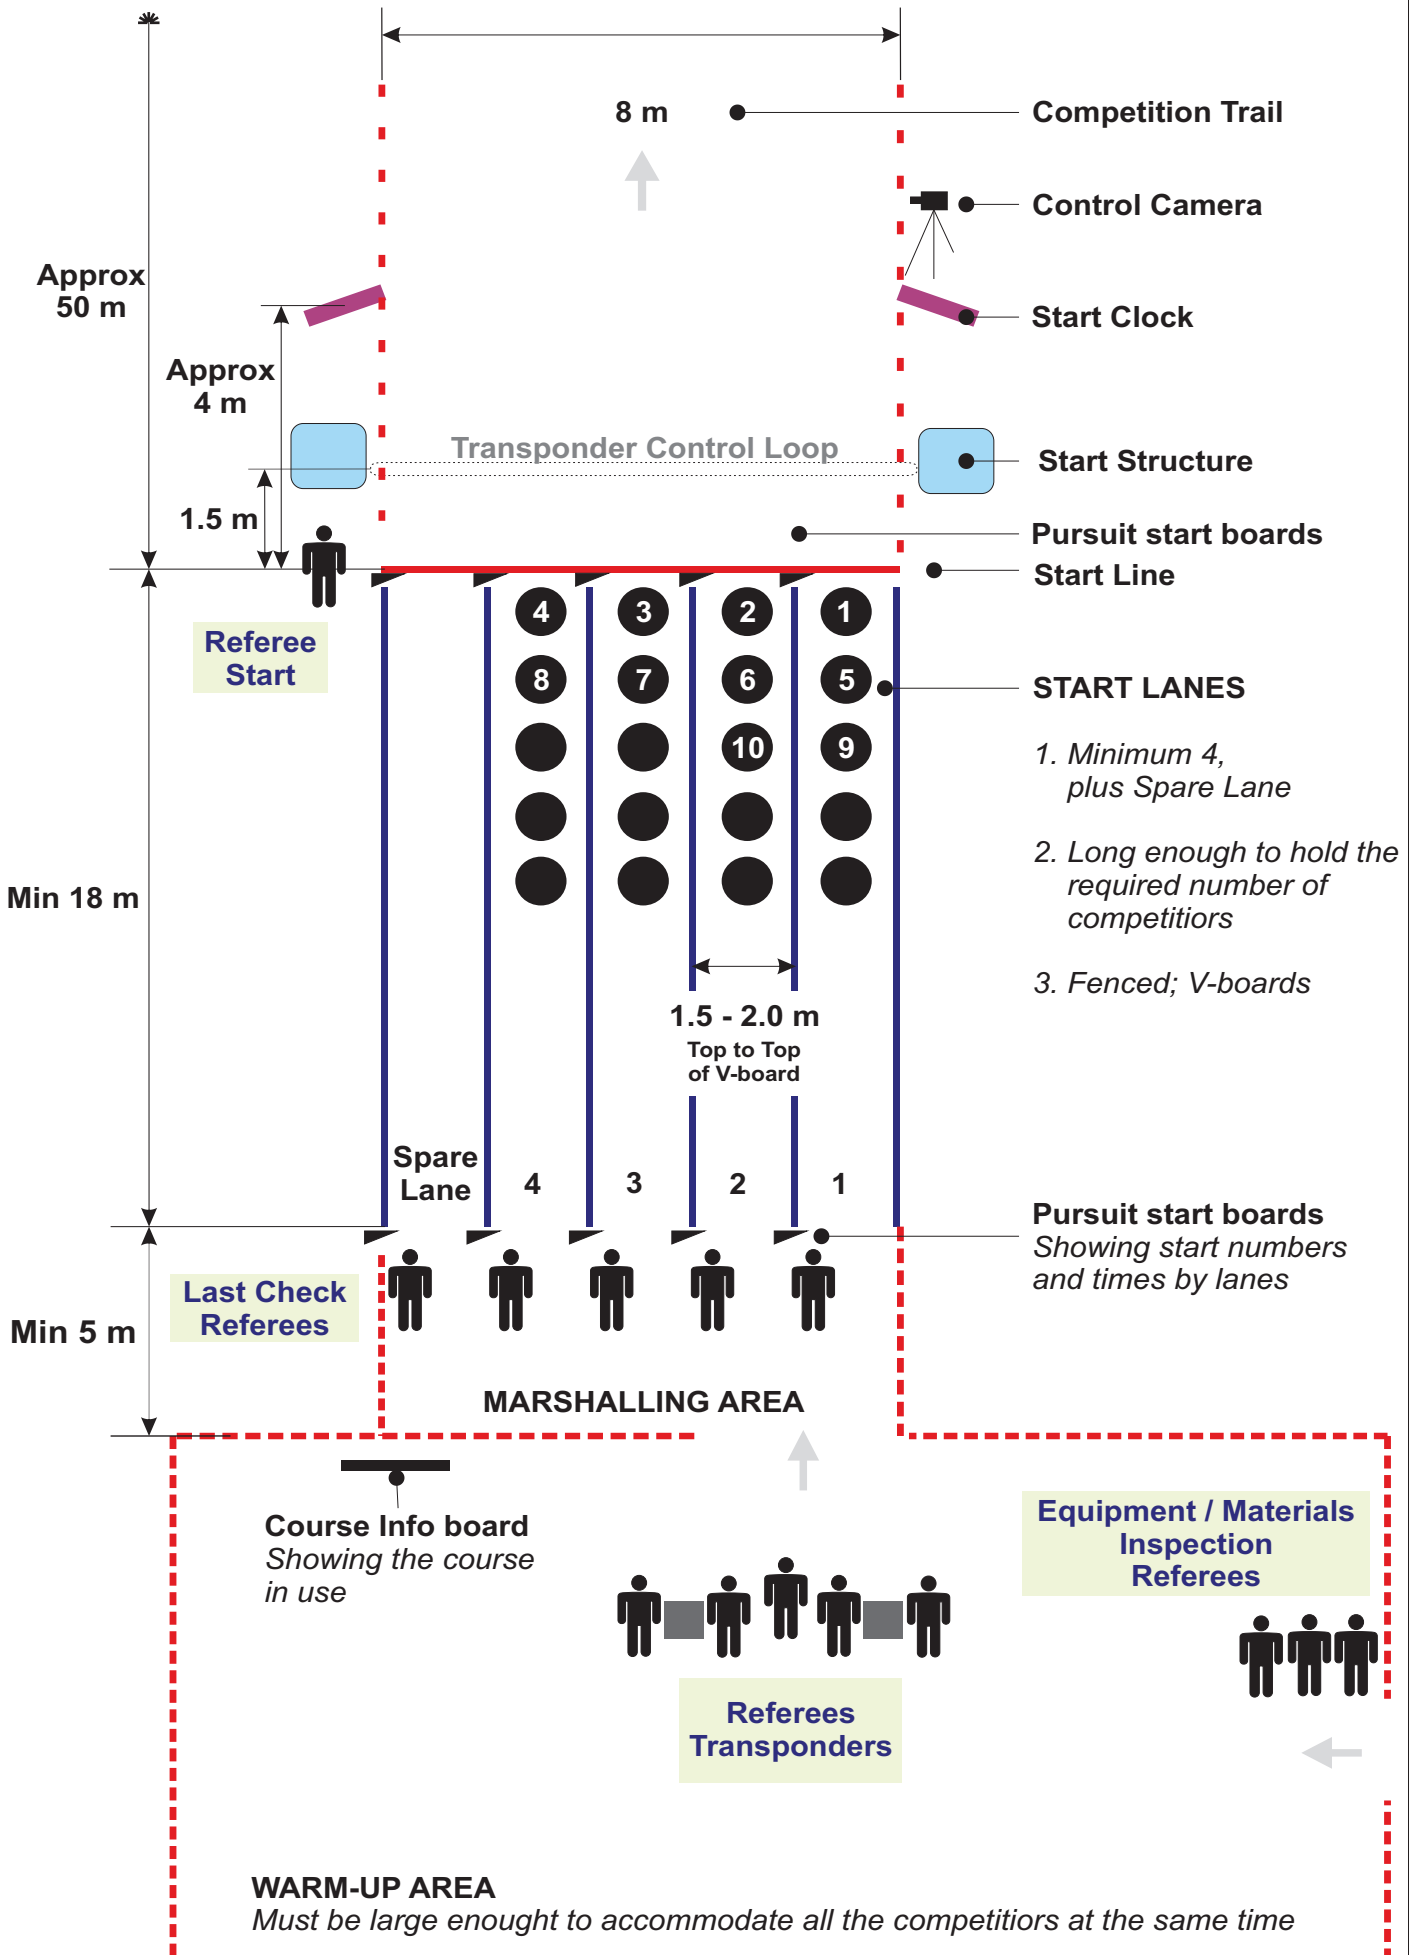 8 m
Competition Trail
Control Camera
Approx
50 m
Start Clock
Approx
4 m
Transponder Control Loop
Start Structure
1.5 m
Pursuit start boards
Start Line
4 3 2 1
Referee
Start
8 7 6 5
START LANES
10 9
1. Minimum 4,
plus Spare Lane
2. Long enough to hold the
required number of
competitiors
Min 18 m
3. Fenced; V-boards
1.5 - 2.0 m
Top to Top
of V-board
Spare
Lane
4 3 2 1
Pursuit start boards
Showing start numbers
and times by lanes
Last Check
Referees
Min 5 m
MARSHALLING AREA
Course Info board
Showing the course
in use
Equipment / Materials
Inspection
Referees
Referees
Transponders
WARM-UP AREA
Must be large enought to accommodate all the competitiors at the same time